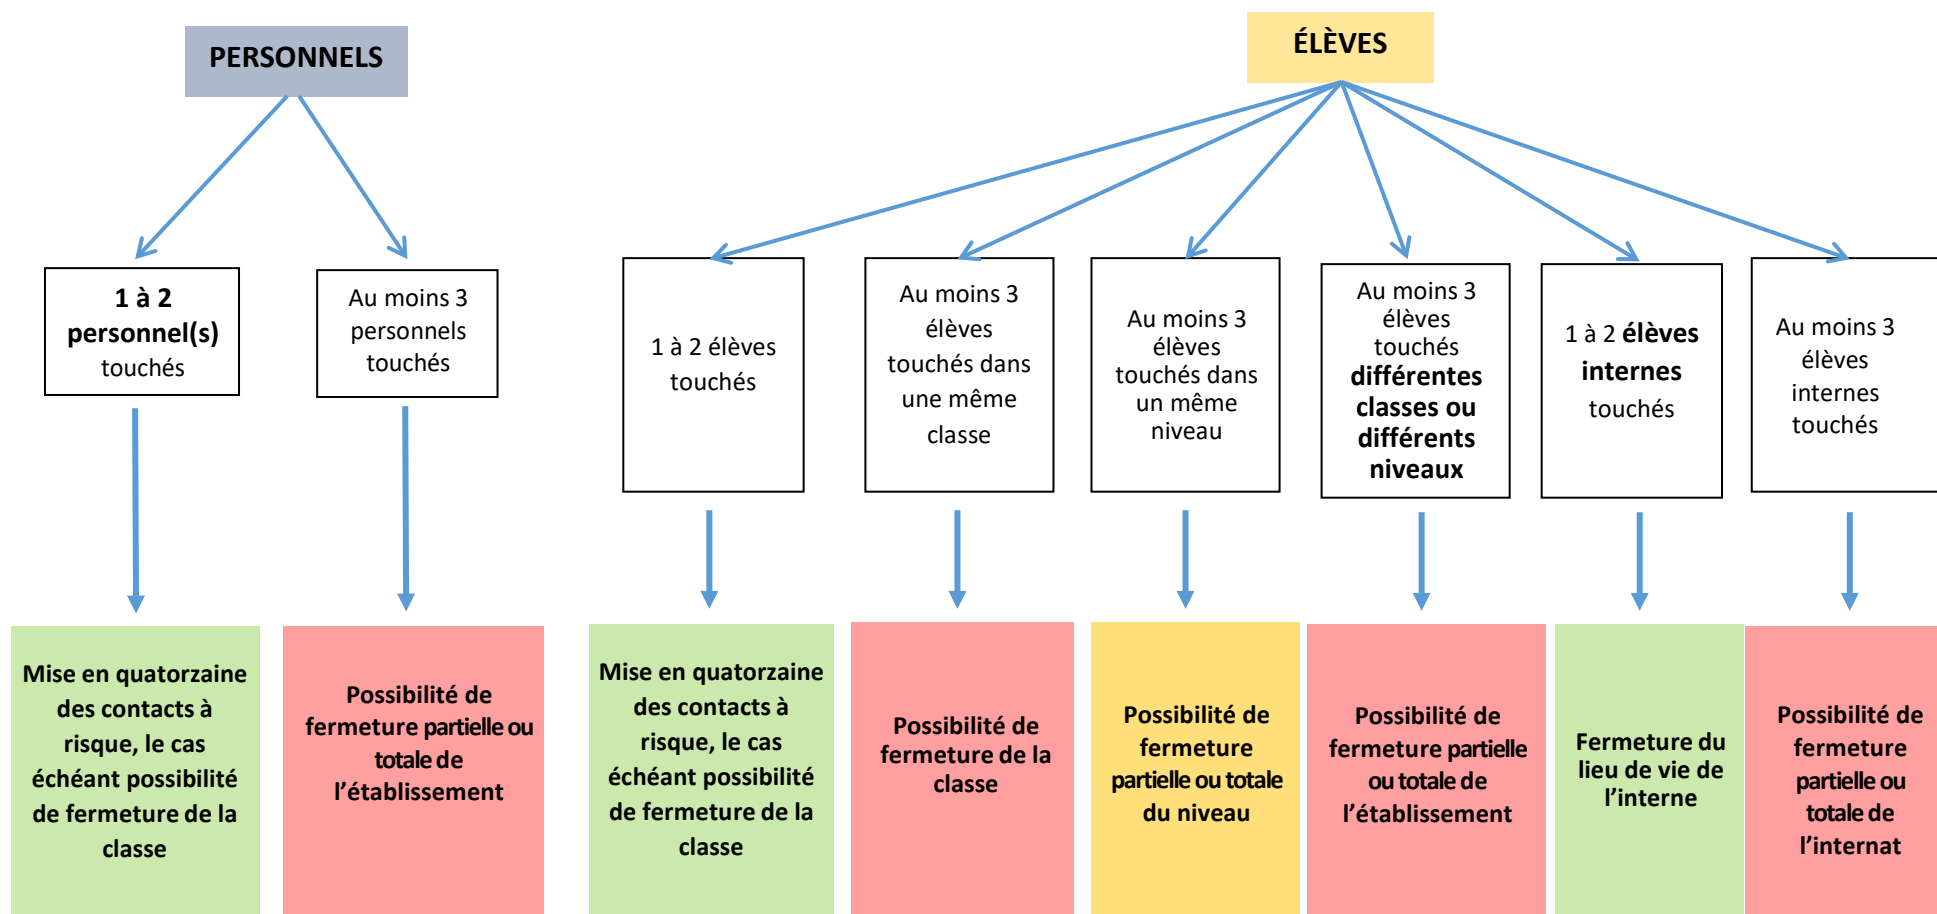 PERSONNELS
ÉLÈVES
1 à 2
personnel(s)
touchés
Au moins 3
personnels
touchés
1 à 2 élèves
touchés
Au moins 3
élèves
touchés dans
une même
classe
Au moins 3
élèves
touchés dans
un même
niveau
Au moins 3
élèves
touchés
différentes
classes ou
différents
niveaux
1 à 2 élèves
internes
touchés
Au moins 3
élèves
internes
touchés
Mise en quatorzaine
des contacts à
risque, le cas
échéant possibilité
de fermeture de la
classe
Possibilité de
fermeture partielle ou
totale de
l’établissement
Mise en quatorzaine
des contacts à
risque, le cas
échéant possibilité
de fermeture de la
classe
Possibilité de
fermeture de la
classe
Possibilité de
fermeture
partielle ou totale
du niveau
Possibilité de
fermeture partielle
ou totale de
l’établissement
Fermeture du
lieu de vie de
l’interne
Possibilité de
fermeture
partielle ou
totale de
l’internat